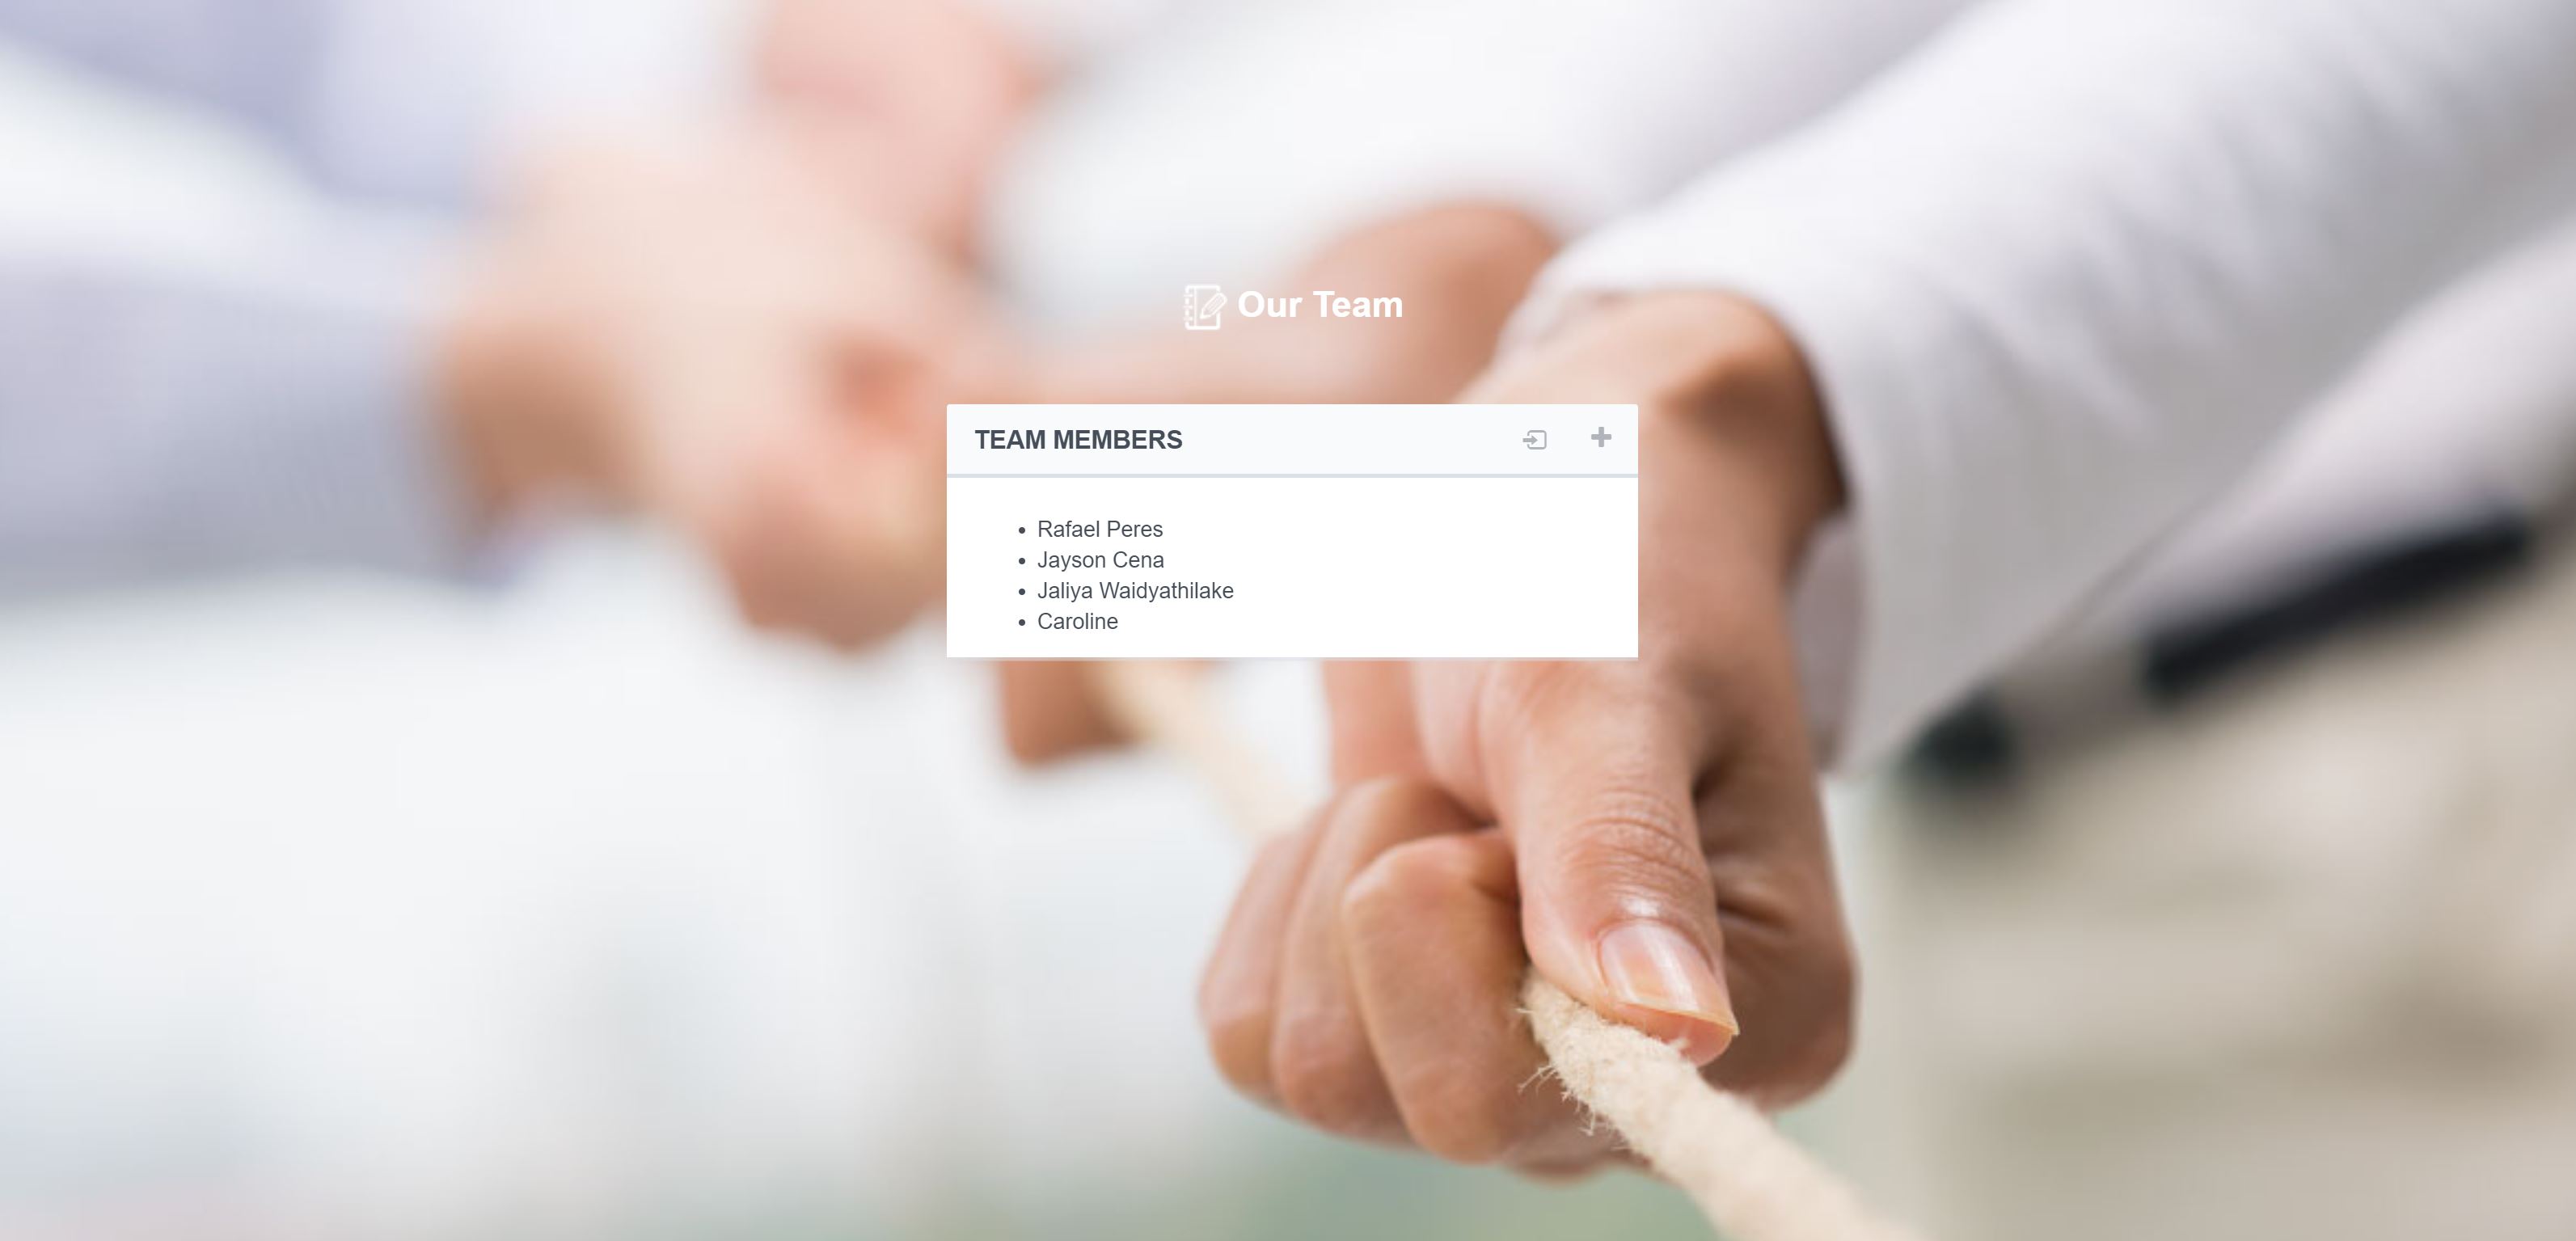 Our Team
TEAM MEMBERS
Rafael Peres
Jayson Cena
Jaliya Waidyathilake
Caroline